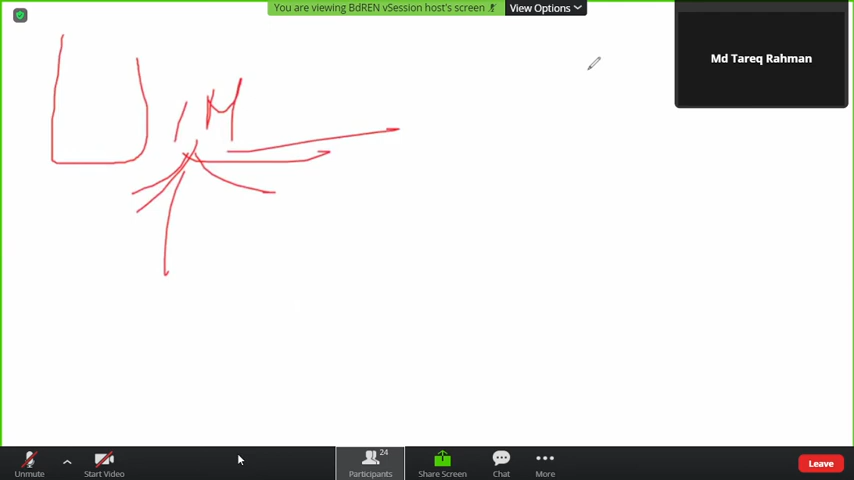 You are viewing BdREN vSession host's screen
View Options
Md Tareq Rahman
M
Unmute
Start Video
24
Participants
Share Screen
Chat
More
Leave